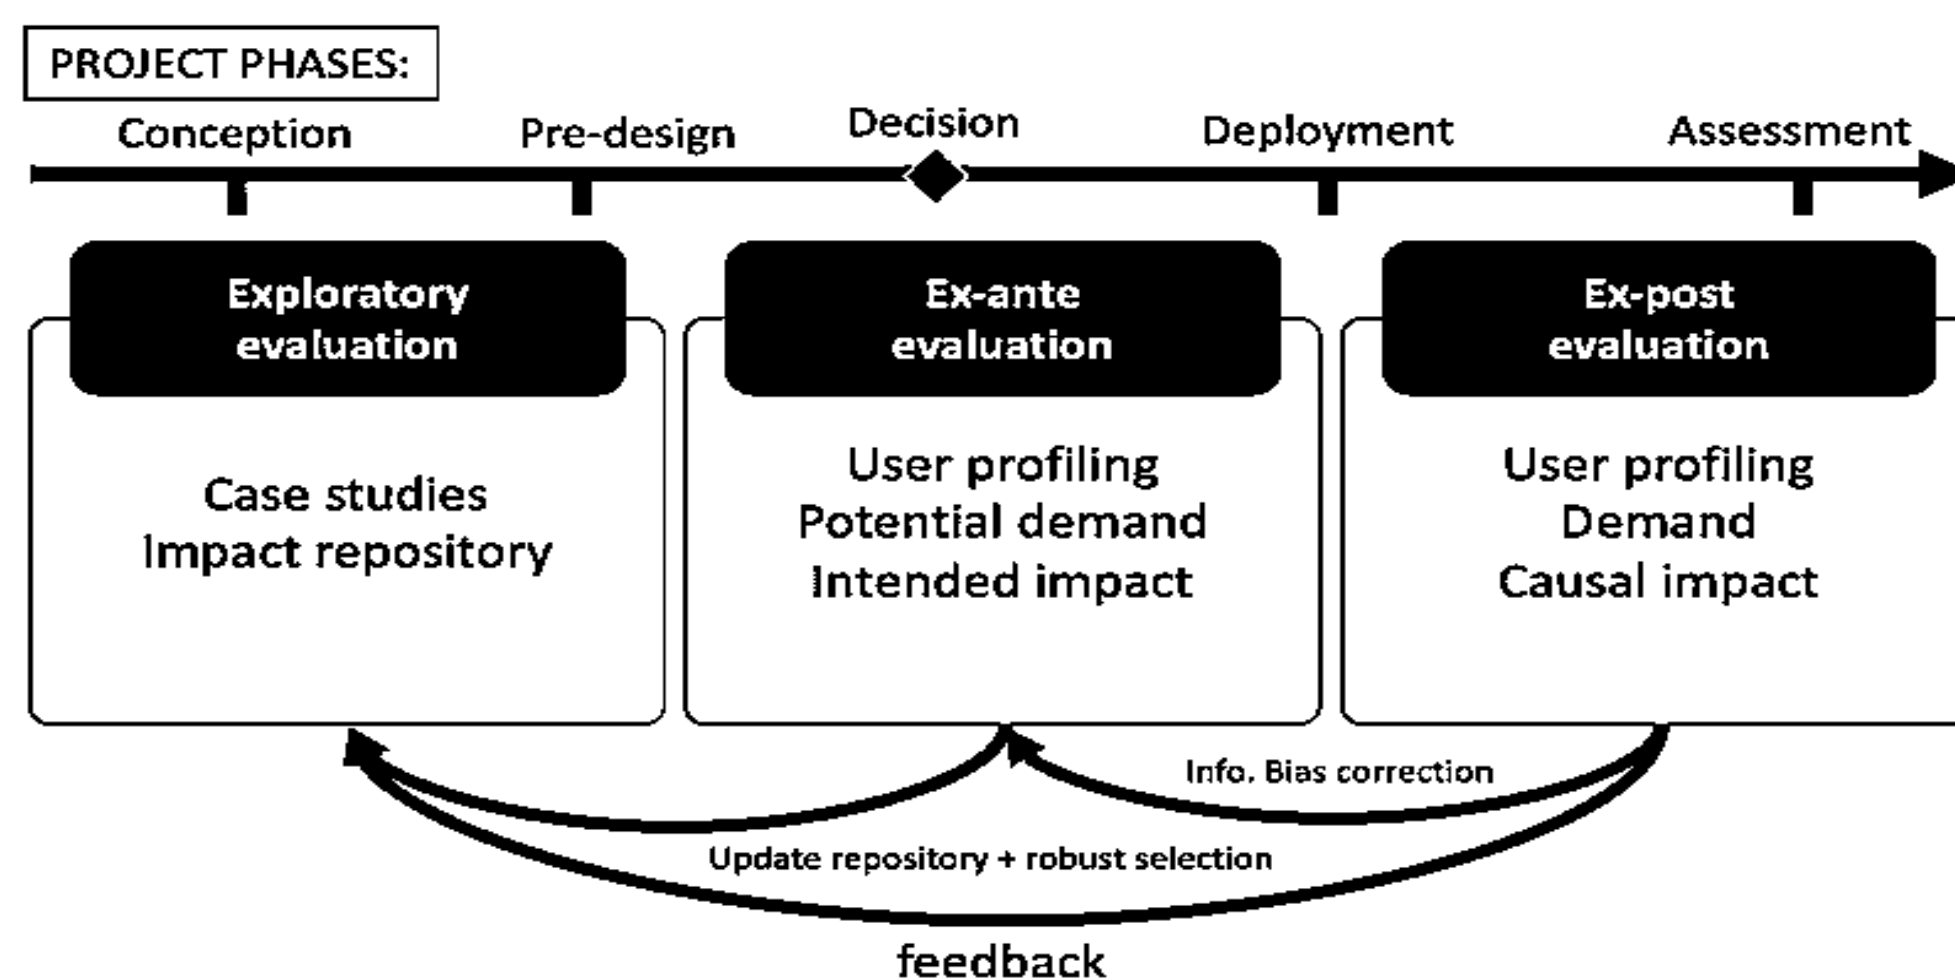 PROJECT PHASES:
Conception
Pre-design
Decision
Deployment
Assessment
Exploratory
evaluation
Case studies
Impact repository
Ex-ante
evaluation
User profiling
Potential demand
Intended impact
Ex-post
evaluation
User profiling
Demand
Causal impact
Info. Bias correction
Update repository + robust selection
feedback